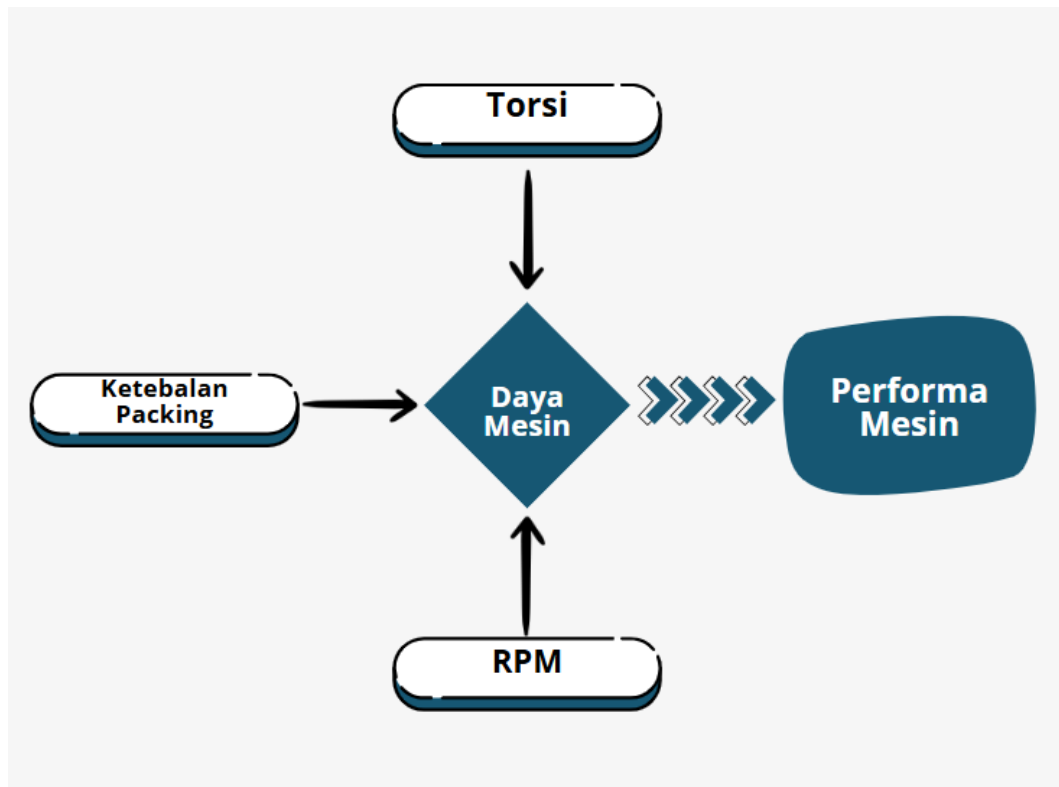 Torsi
Ketebalan
Packing
Daya
Mesin
Performa
Mesin
RPM